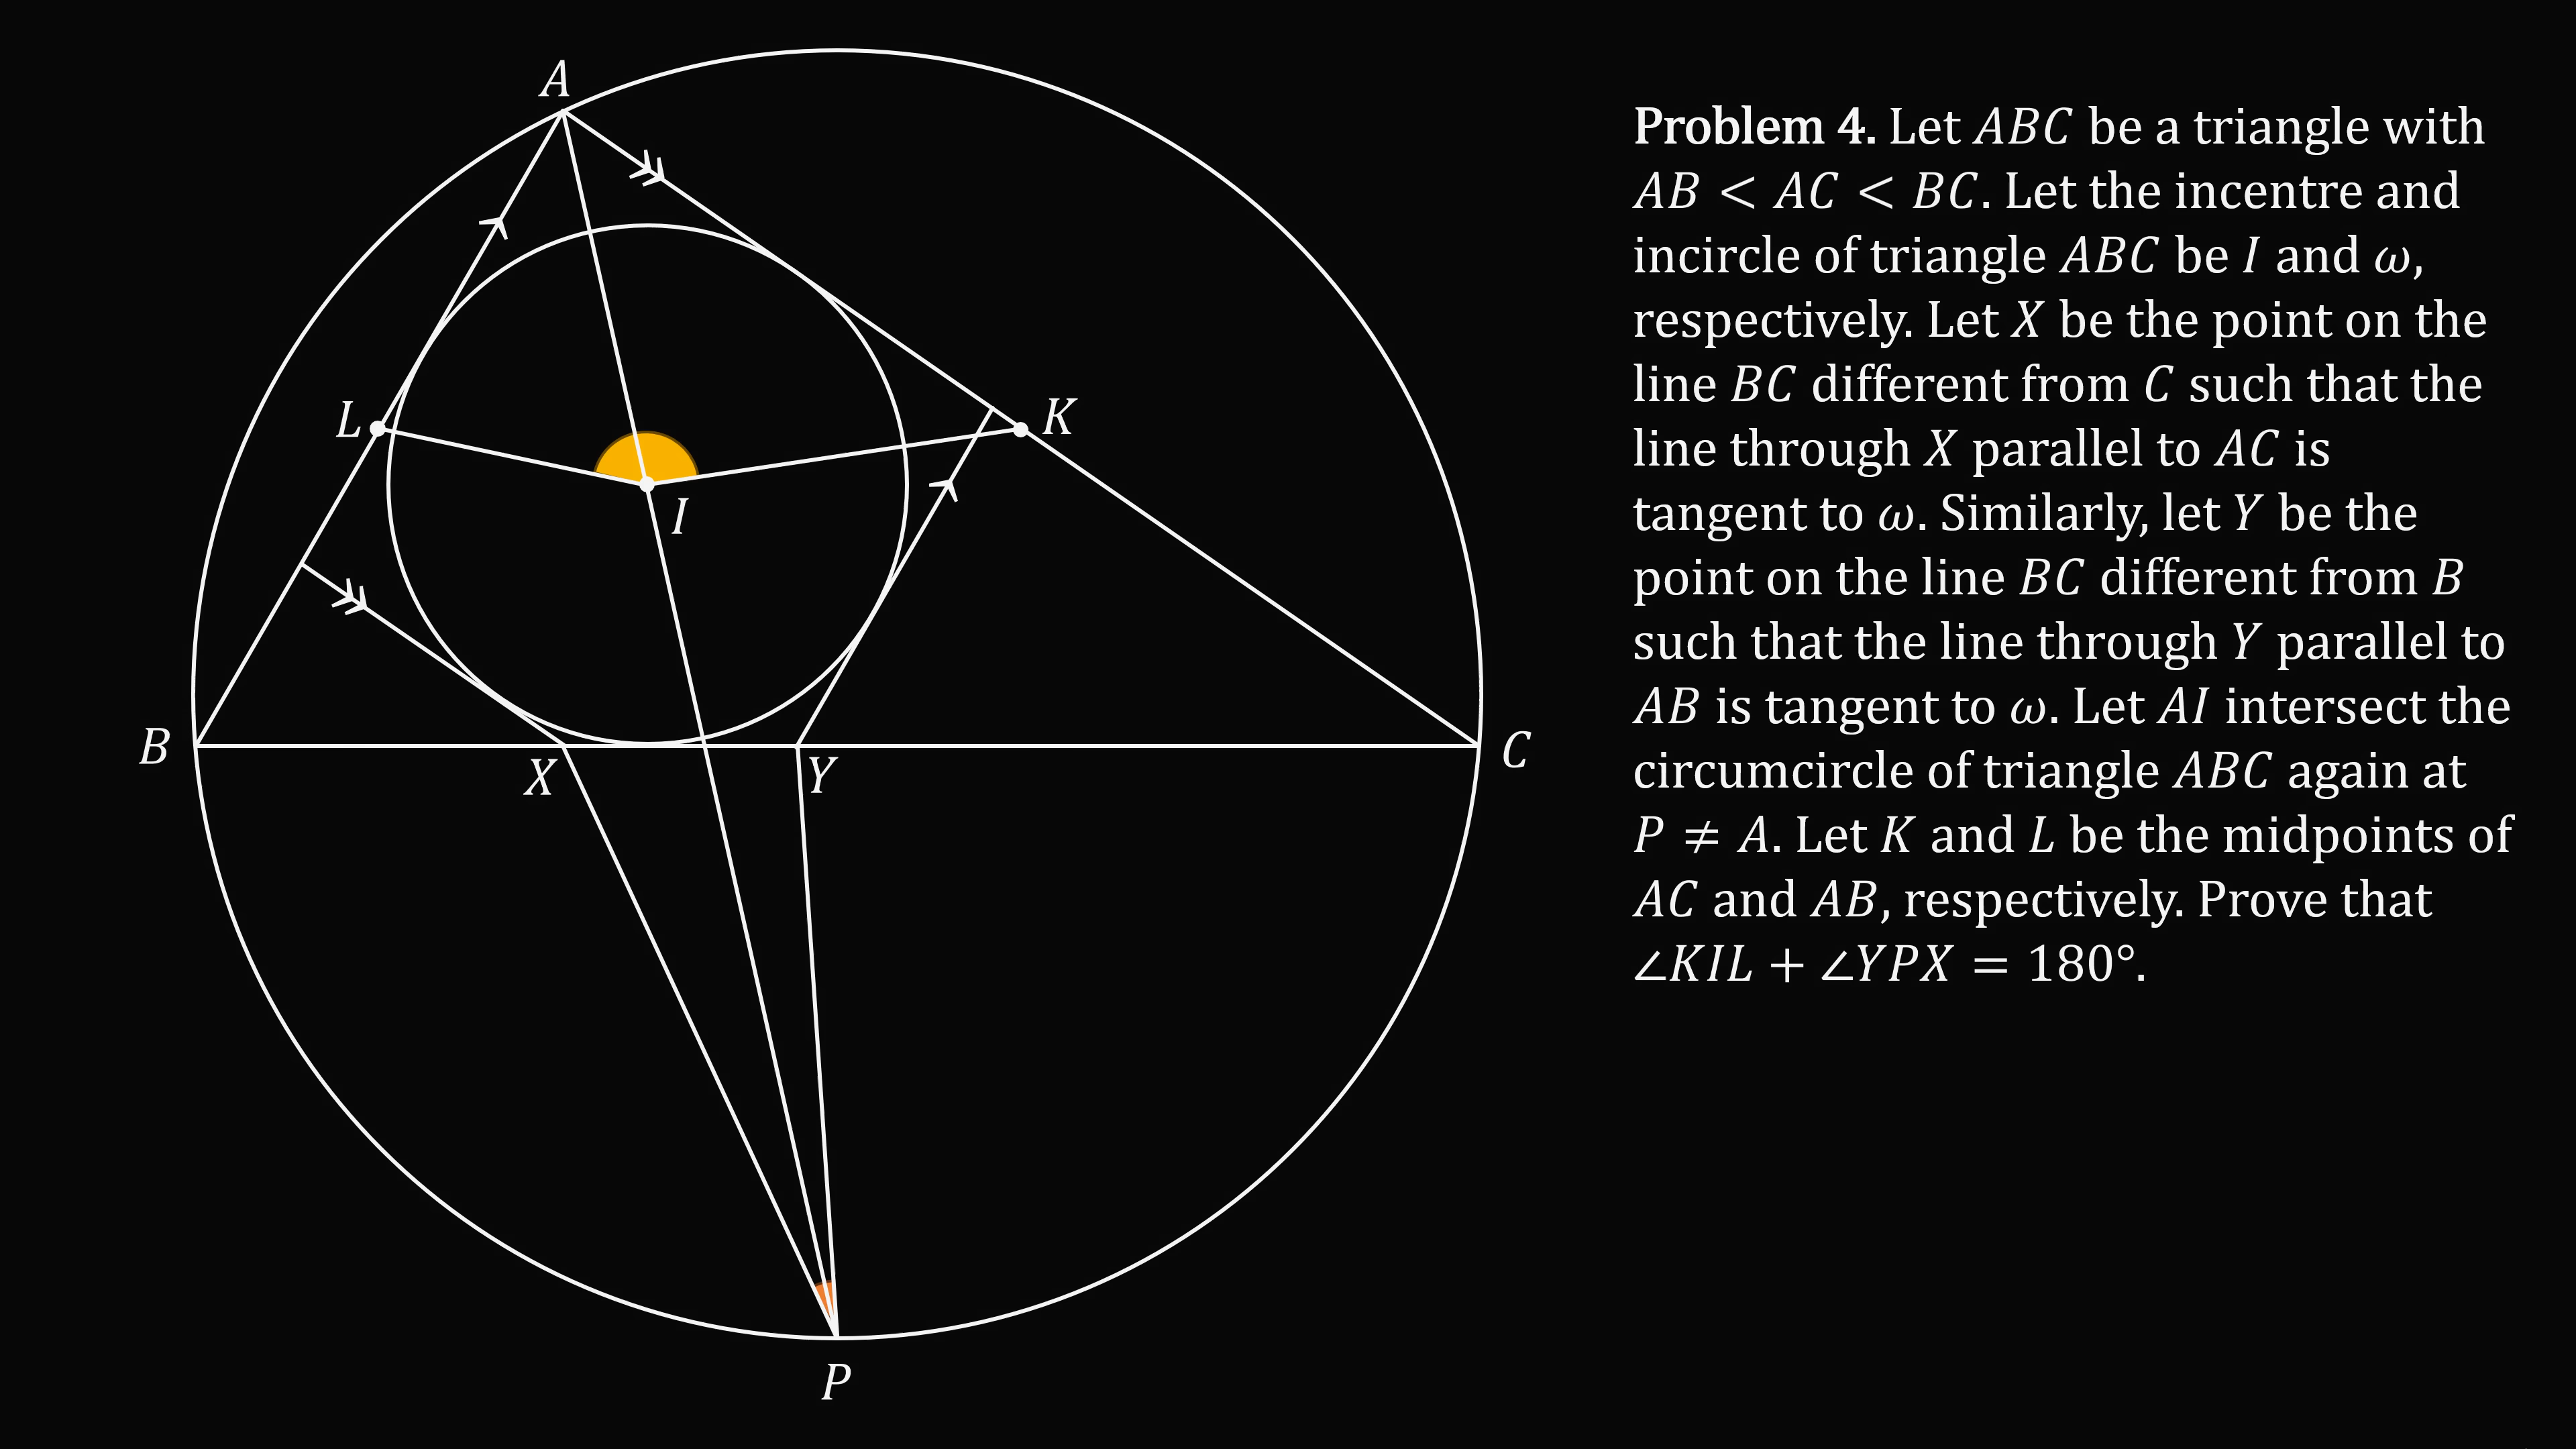 A
L
K
I
B
X
Y
C
P
Problem 4. Let ABC be a triangle with
AB < AC < BC. Let the incentre and
incircle of triangle ABC be I and ω,
respectively. Let X be the point on the
line BC different from C such that the
line through X parallel to AC is
tangent to ω. Similarly, let Y be the
point on the line BC different from B
such that the line through Y parallel to
AB is tangent to ω. Let AI intersect the
circumcircle of triangle ABC again at
P ≠ A. Let K and L be the midpoints of
AC and AB, respectively. Prove that
∠KIL + ∠YPX = 180°.